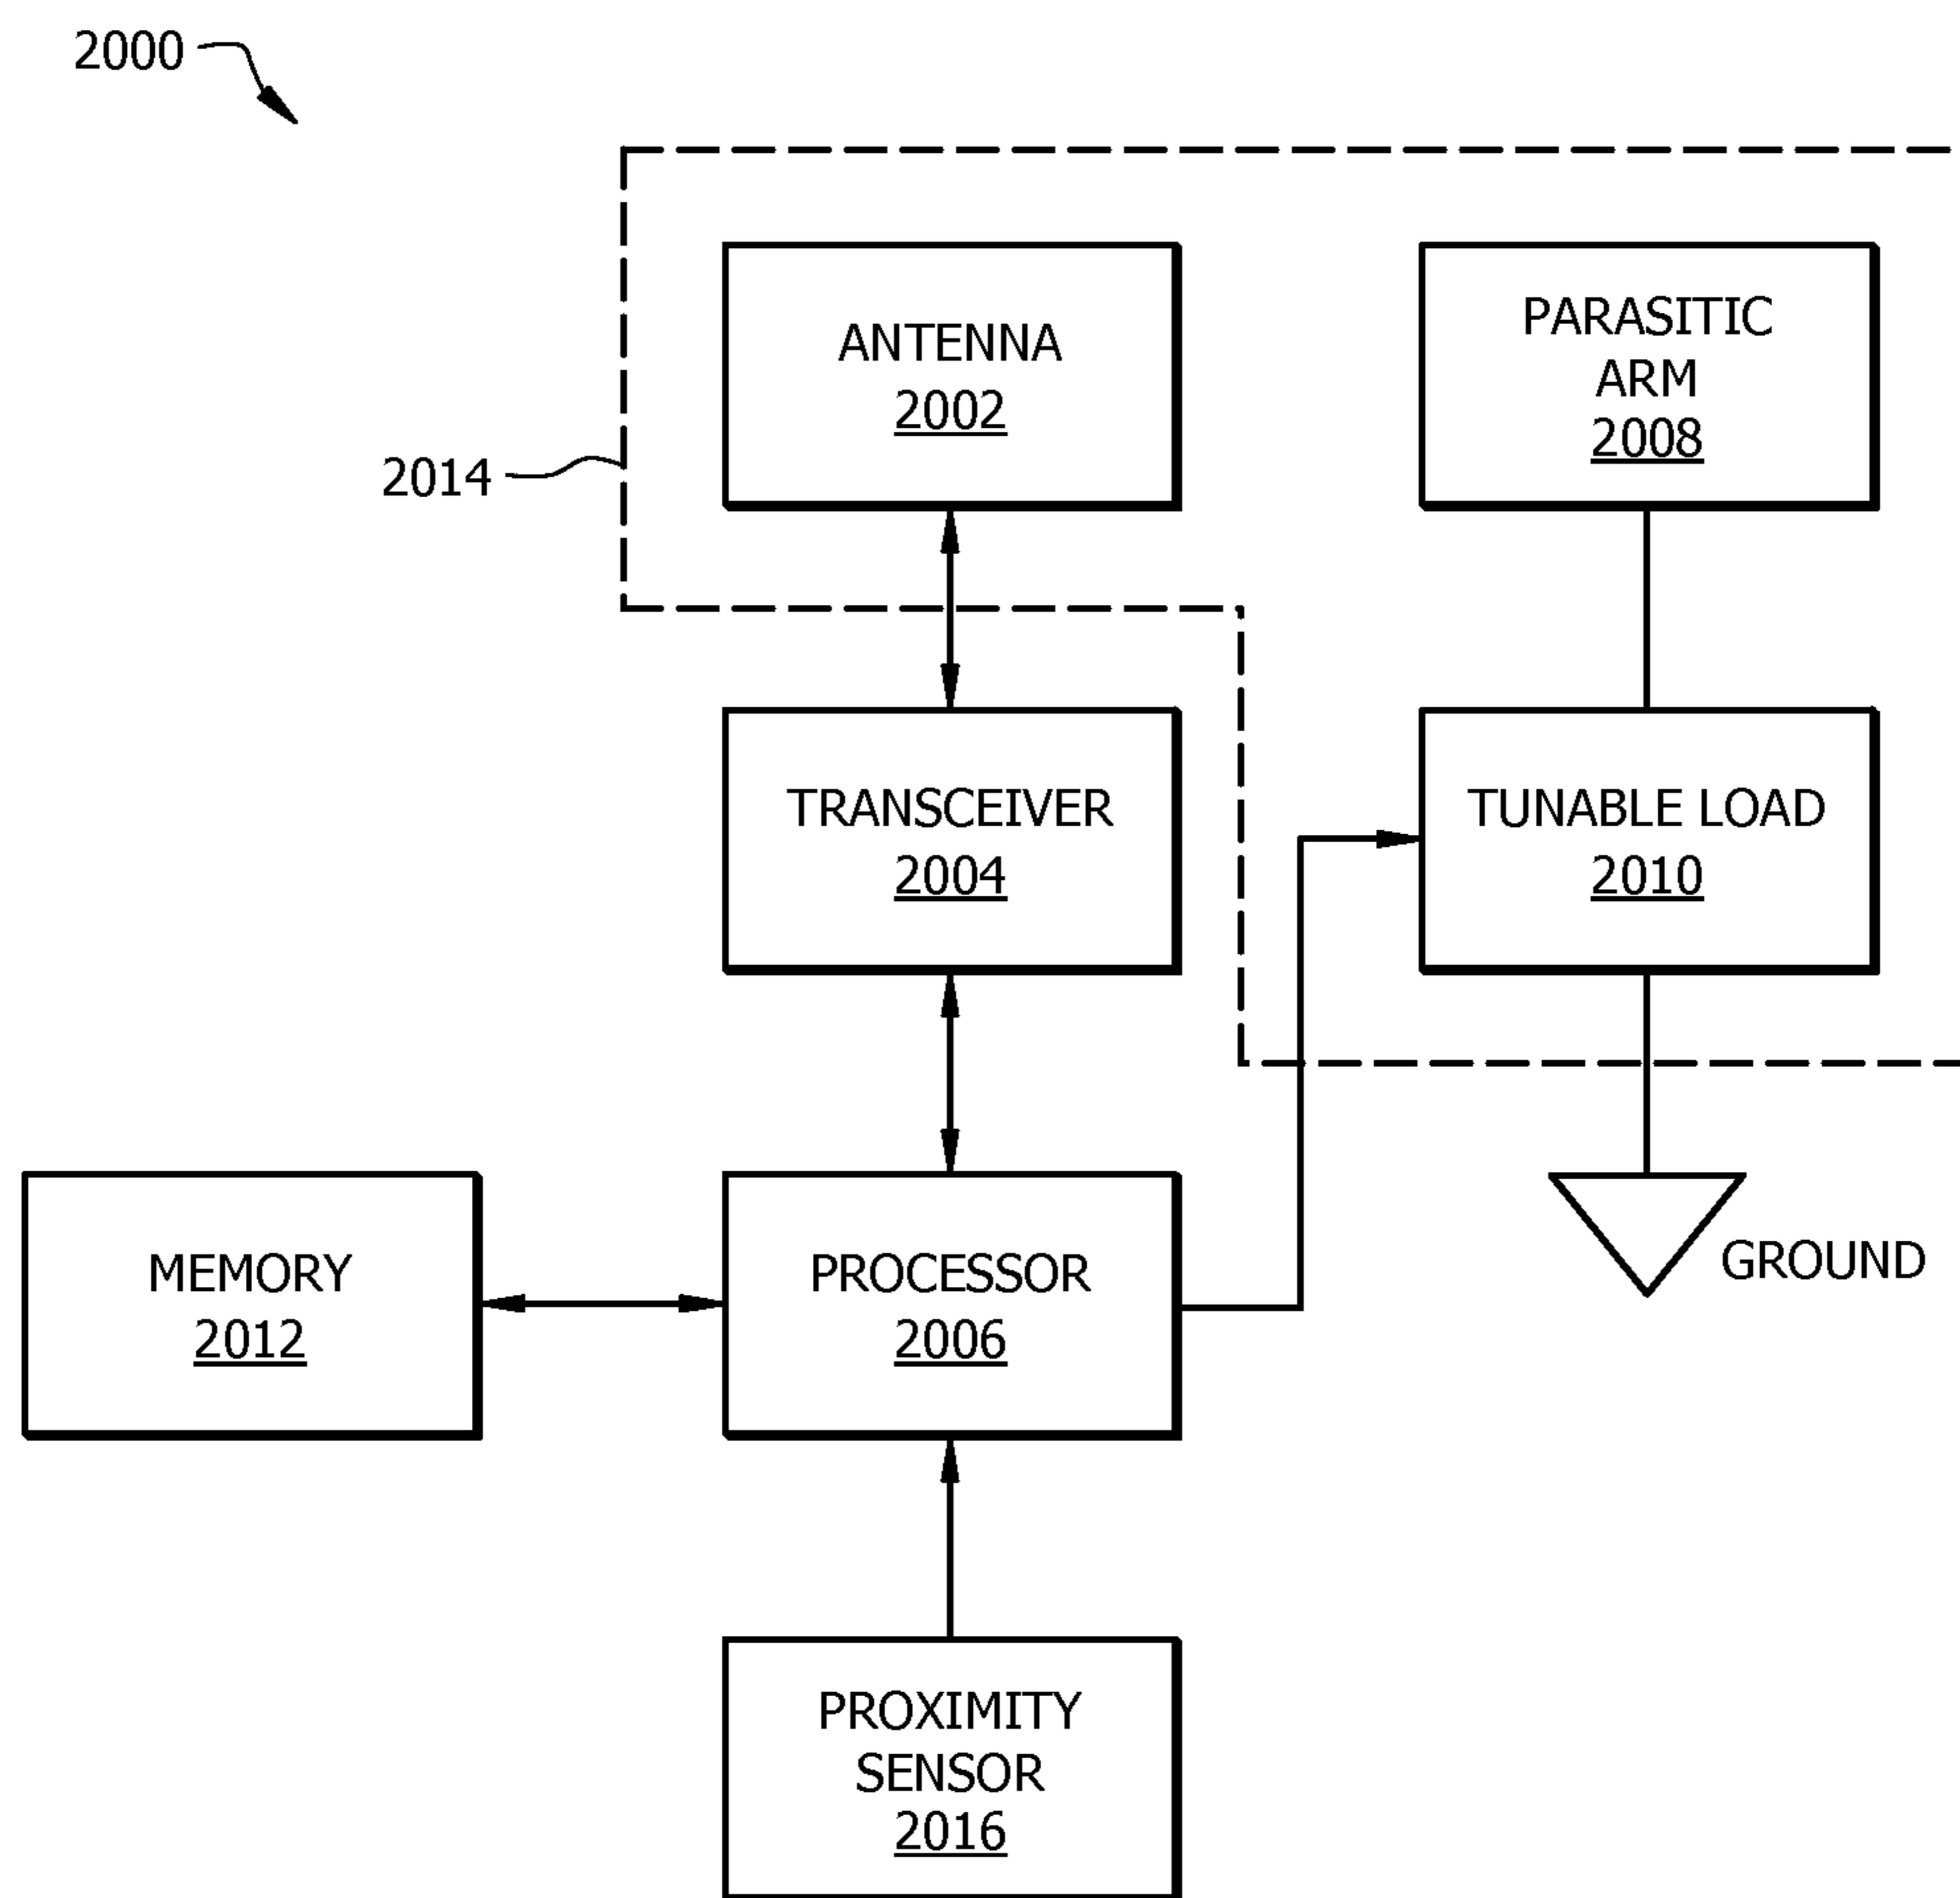 2000
ANTENNA
2002
PARASITIC
ARM
2008
2014
TRANSCEIVER
2004
TUNABLE LOAD
2010
MEMORY
2012
PROCESSOR
2006
GROUND
PROXIMITY
SENSOR
2016